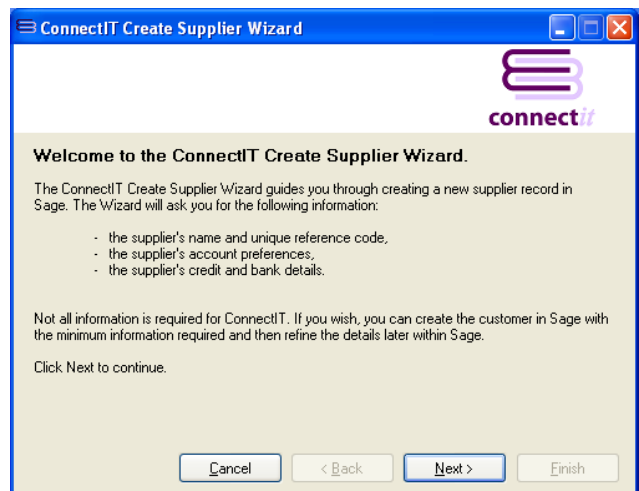 ConnectIT Create Supplier Wizard
connectit
Welcome to the ConnectIT Create Supplier Wizard.
The ConnectIT Create Supplier Wizard guides you through creating a new supplier record in
Sage. The Wizard will ask you for the following information:
- the supplier's name and unique reference code,
- the supplier's account preferences,
- the supplier's credit and bank details.
Not all information is required for ConnectIT. If you wish, you can create the customer in Sage with
the minimum information required and then refine the details later within Sage.
Click Next to continue.
Cancel < Back Next > Finish